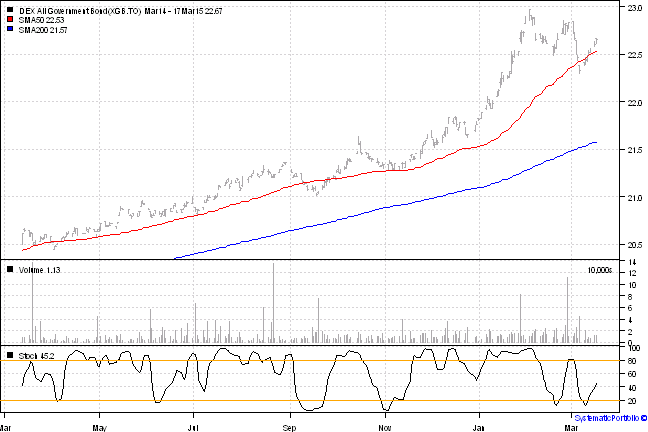 DEX All Government Bond(XGB.TO) Mar14 - 17Mar15 22.67
SMA50 22.53
SMA200 21.57
23.0
22.5
22.0
21.5
21.0
20.5
Volume 1.13
10,000s
14
12
10
8
6
4
2
0
Stoch 45.2
100
80
60
40
20
0
Mar
May
Jul
Sep
Nov
Jan
Mar
SystematicPortfolio ©